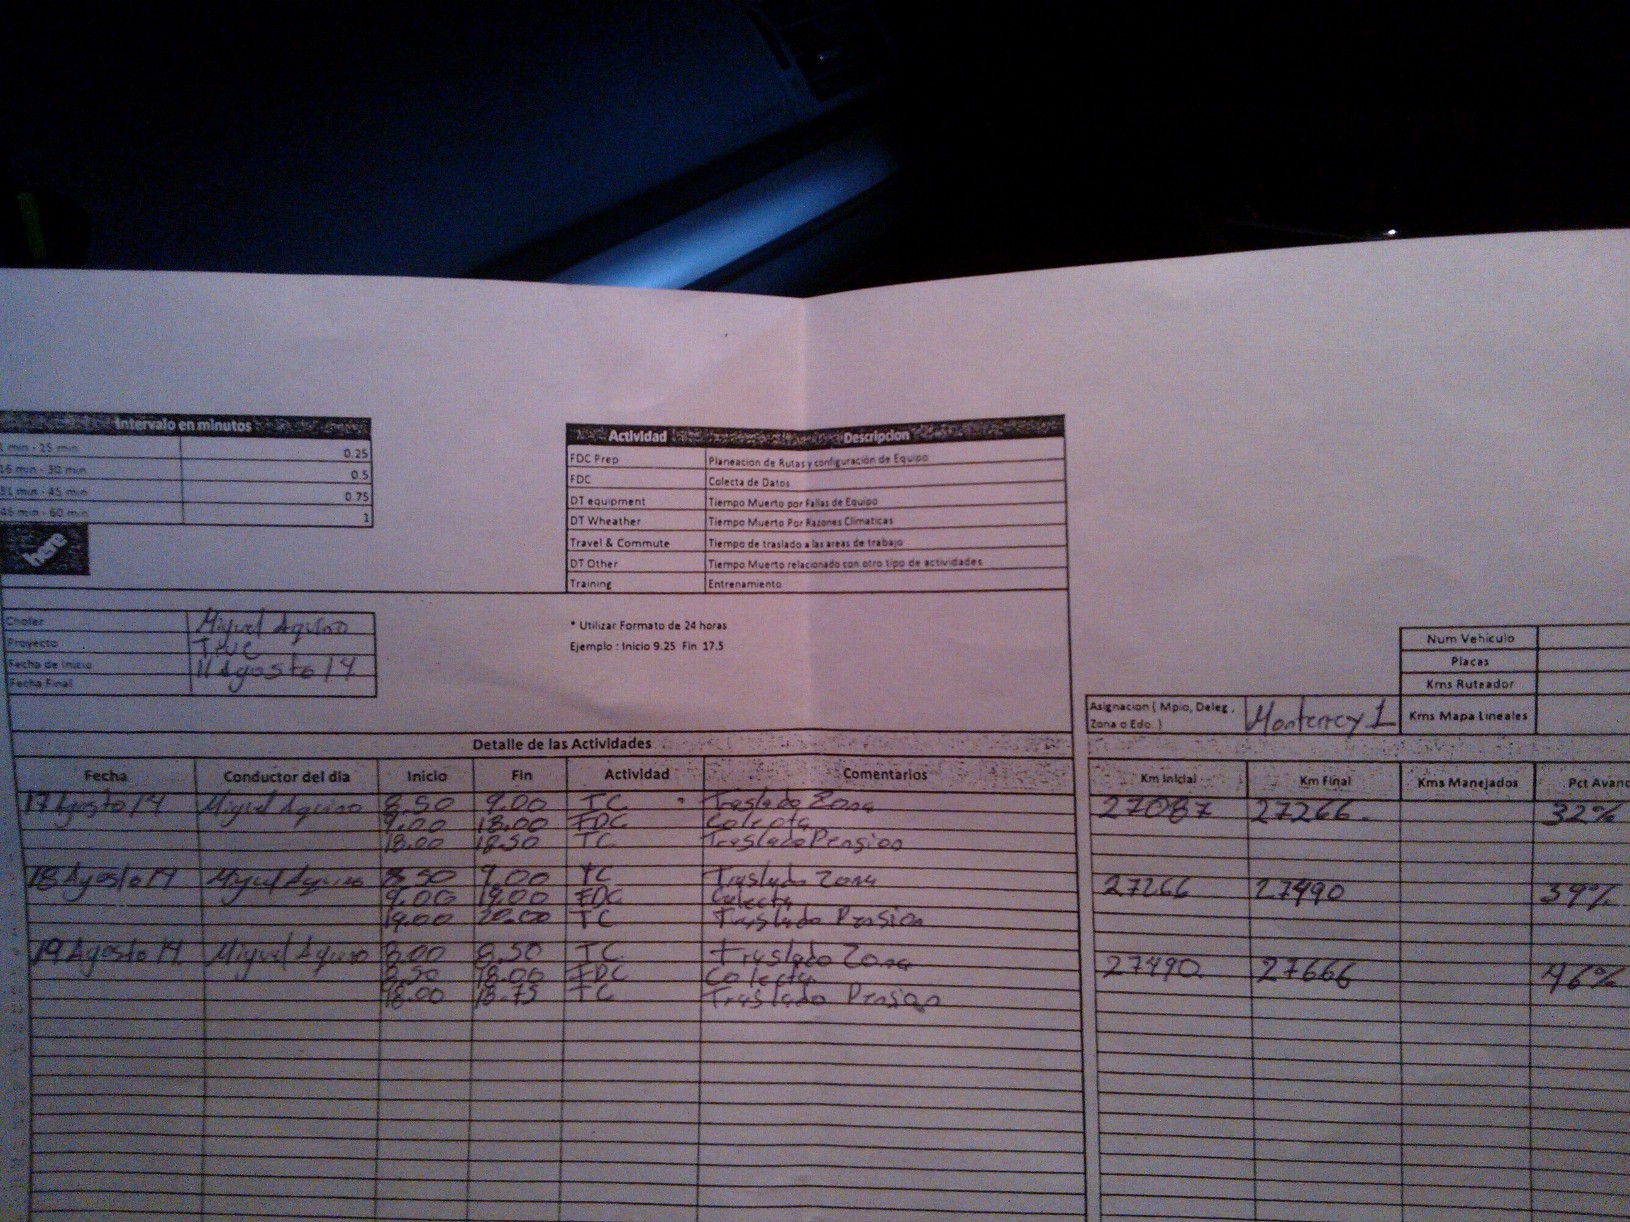 Intervalo en minutos
1 min - 15 min 0.25
16 min - 30 min 0.5
31 min - 45 min 0.75
46 min - 60 min 1
here
Actividad Descripcion
FDC Prep Planeacion de Rutas y configuración de Equipo
FDC Colecta de Datos
DT equipment Tiempo Muerto por Fallas de Equipo
DT Wheather Tiempo Muerto Por Razones Climaticas
Travel & Commute Tiempo de traslado a las areas de trabajo
DT Other Tiempo Muerto relacionado con otro tipo de actividades
Training Entrenamiento
* Utilizar Formato de 24 horas
Ejemplo : Inicio 9.25 Fin 17.5
Chofer Miguel Aquino
Proyecto
Fecha de Inicio 11 Agosto 14
Fecha Final
Num Vehiculo
Placas
Kms Ruteador
Kms Mapa Lineales
Asignacion ( Mpio, Deleg,
Zona o Edo. ) Monterrey 1
Detalle de las Actividades
Fecha Conductor del dia Inicio Fin Actividad Comentarios Km Inicial Km Final Kms Manejados Pct Avanc
17 Agosto 14 Miguel Aquino 8.50 9.00 TC Traslado Zona 27087 27266 32%
9.00 18.00 FDC Colecta
18.00 18.50 TC Traslado Pension
18 Agosto 14 Miguel Aquino 8.50 9.00 TC Traslado Zona 27266 27490 39%
9.00 19.00 FDC Colecta
19.00 20.00 TC Traslado Pension
19 Agosto 14 Miguel Aquino 8.00 8.50 TC Traslado Zona 27490 27666 46%
8.50 18.00 FDC Colecta
18.00 18.75 TC Traslado Pension